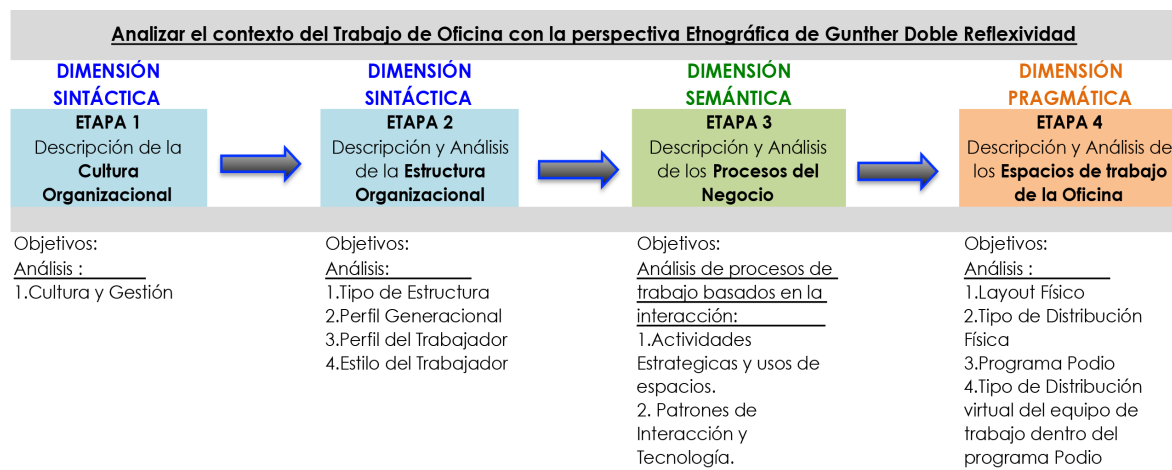 Analizar el contexto del Trabajo de Oficina con la perspectiva Etnográfica de Gunther Doble Reflexividad
DIMENSIÓN
SINTÁCTICA
ETAPA 1
Descripción de la
Cultura
Organizacional
Objetivos:
Análisis :
1.Cultura y Gestión
DIMENSIÓN
SINTÁCTICA
ETAPA 2
Descripción y Análisis
de la Estructura
Organizacional
Objetivos:
Análisis:
1.Tipo de Estructura
2.Perfil Generacional
3.Perfil del Trabajador
4.Estilo del Trabajador
DIMENSIÓN
SEMÁNTICA
ETAPA 3
Descripción y Análisis
de los Procesos del
Negocio
Objetivos:
Análisis de procesos de
trabajo basados en la
interacción:
1.Actividades
Estrategicas y usos de
espacios.
2. Patrones de
Interacción y
Tecnología.
DIMENSIÓN
PRAGMÁTICA
ETAPA 4
Descripción y Análisis de
los Espacios de trabajo
de la Oficina
Objetivos:
Análisis :
1.Layout Físico
2.Tipo de Distribución
Física
3.Programa Podio
4.Tipo de Distribución
virtual del equipo de
trabajo dentro del
programa Podio